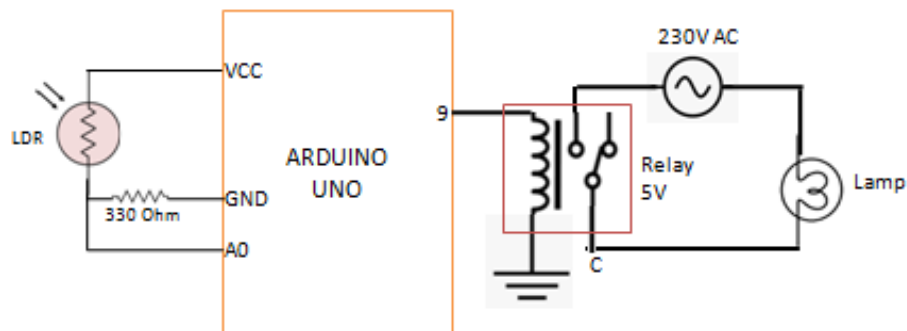 230V AC
VCC
LDR
9
ARDUINO
UNO
Relay
5V
Lamp
330 Ohm
GND
A0
C